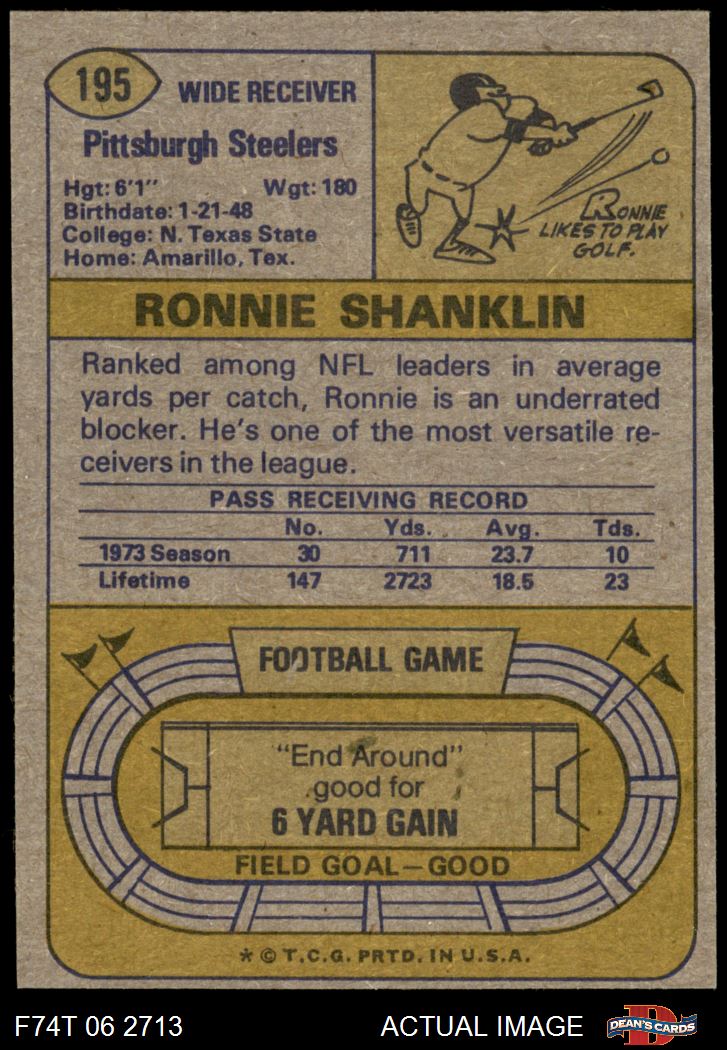 195
WIDE RECEIVER
Pittsburgh Steelers
Hgt: 6'1" Wgt: 180
Birthdate: 1-21-48
College: N. Texas State
Home: Amarillo, Tex.
RONNIE
LIKES TO PLAY
GOLF.
RONNIE SHANKLIN
Ranked among NFL leaders in average
yards per catch, Ronnie is an underrated
blocker. He's one of the most versatile re-
ceivers in the league.
PASS RECEIVING RECORD
No. Yds. Avg. Tds.
1973 Season 30 711 23.7 10
Lifetime 147 2723 18.5 23
FOOTBALL GAME
"End Around"
good for
6 YARD GAIN
FIELD GOAL—GOOD
* © T.C.G. PRTD. IN U.S.A.
F74T 06 2713 ACTUAL IMAGE
DEAN'S CARDS